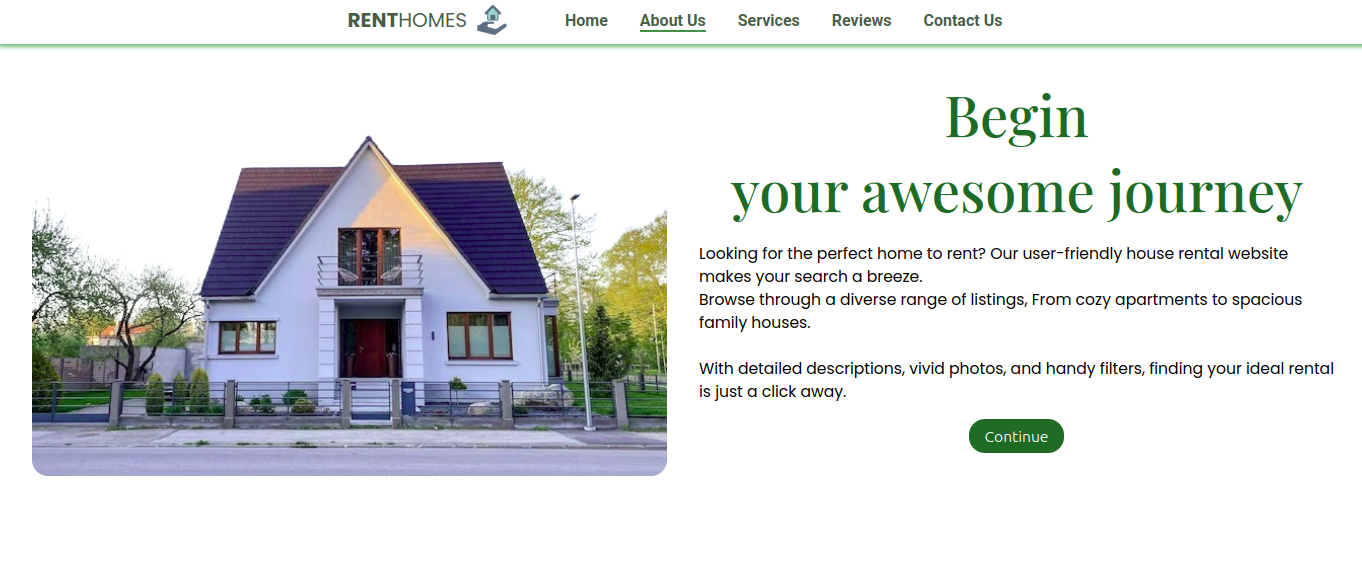 RENTHOMES
Home About Us Services Reviews Contact Us
Begin
your awesome journey
Looking for the perfect home to rent? Our user-friendly house rental website
makes your search a breeze.
Browse through a diverse range of listings, From cozy apartments to spacious
family houses.
With detailed descriptions, vivid photos, and handy filters, finding your ideal rental
is just a click away.
Continue